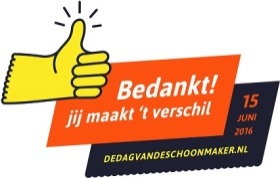 Bedankt!
jij maakt 't verschil
15
JUNI
2016
DEDAGVANDESCHOONMAKER.NL